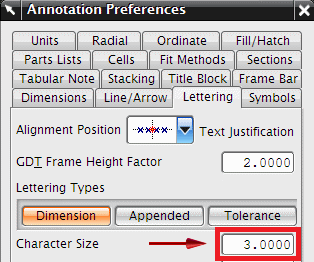 Annotation Preferences
Units Radial Ordinate Fill/Hatch
Parts Lists Cells Fit Methods Sections
Tabular Note Stacking Title Block Frame Bar
Dimensions Line/Arrow Lettering Symbols
Alignment Position Text Justification
GDT Frame Height Factor 2.0000
Lettering Types
Dimension Appended Tolerance
Character Size 3.0000